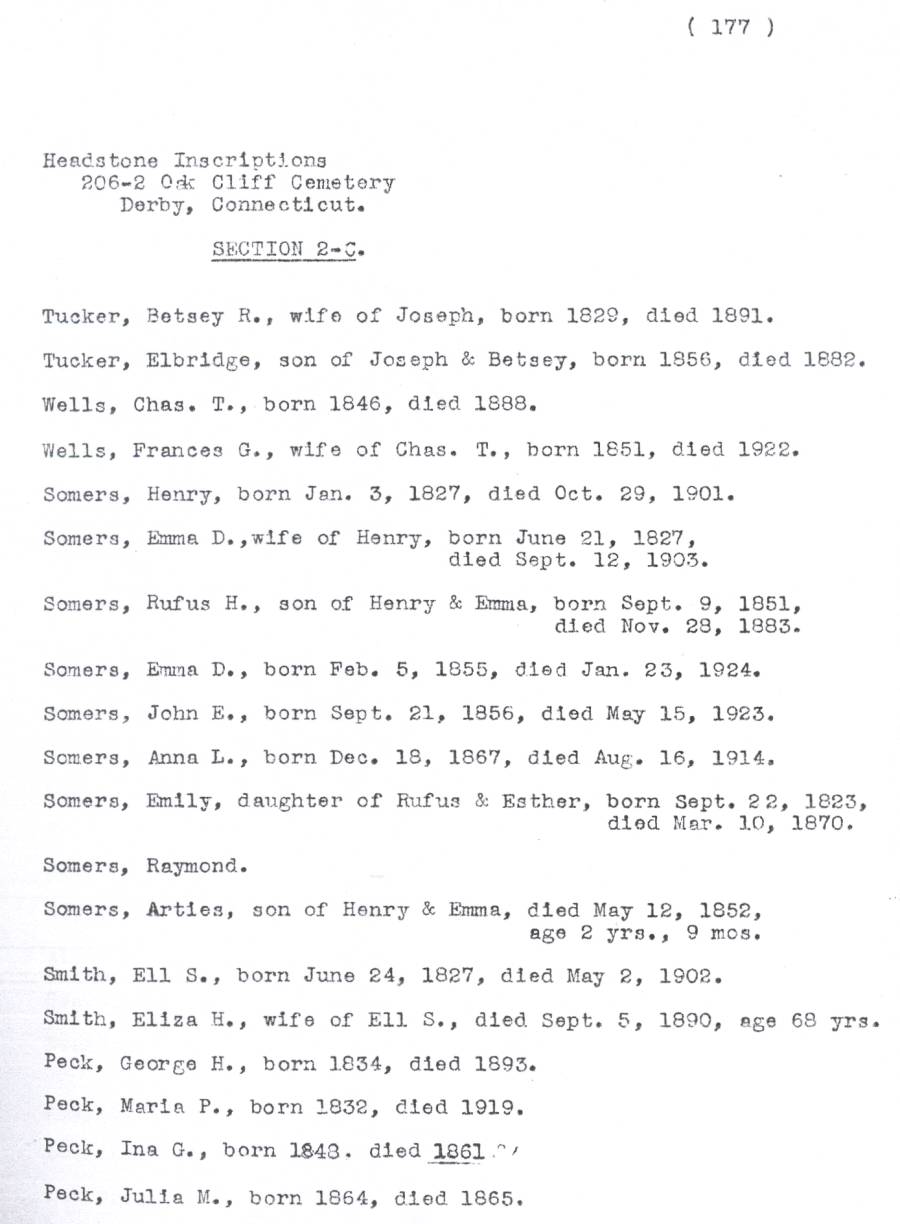 ( 177 )
Headstone Inscriptions
206-2 Oak Cliff Cemetery
Derby, Connecticut.
SECTION 2-C.
Tucker, Betsey R., wife of Joseph, born 1829, died 1891.
Tucker, Elbridge, son of Joseph & Betsey, born 1856, died 1882.
Wells, Chas. T., born 1846, died 1888.
Wells, Frances G., wife of Chas. T., born 1851, died 1922.
Somers, Henry, born Jan. 3, 1827, died Oct. 29, 1901.
Somers, Emma D.,wife of Henry, born June 21, 1827,
died Sept. 12, 1903.
Somers, Rufus H., son of Henry & Emma, born Sept. 9, 1851,
died Nov. 28, 1883.
Somers, Emma D., born Feb. 5, 1855, died Jan. 23, 1924.
Somers, John E., born Sept. 21, 1856, died May 15, 1923.
Somers, Anna L., born Dec. 18, 1867, died Aug. 16, 1914.
Somers, Emily, daughter of Rufus & Esther, born Sept. 22, 1823,
died Mar. 10, 1870.
Somers, Raymond.
Somers, Arties, son of Henry & Emma, died May 12, 1852,
age 2 yrs., 9 mos.
Smith, Ell S., born June 24, 1827, died May 2, 1902.
Smith, Eliza H., wife of Ell S., died Sept. 5, 1890, age 68 yrs.
Peck, George H., born 1834, died 1893.
Peck, Maria P., born 1832, died 1919.
Peck, Ina G., born 1848. died 1861
Peck, Julia M., born 1864, died 1865.